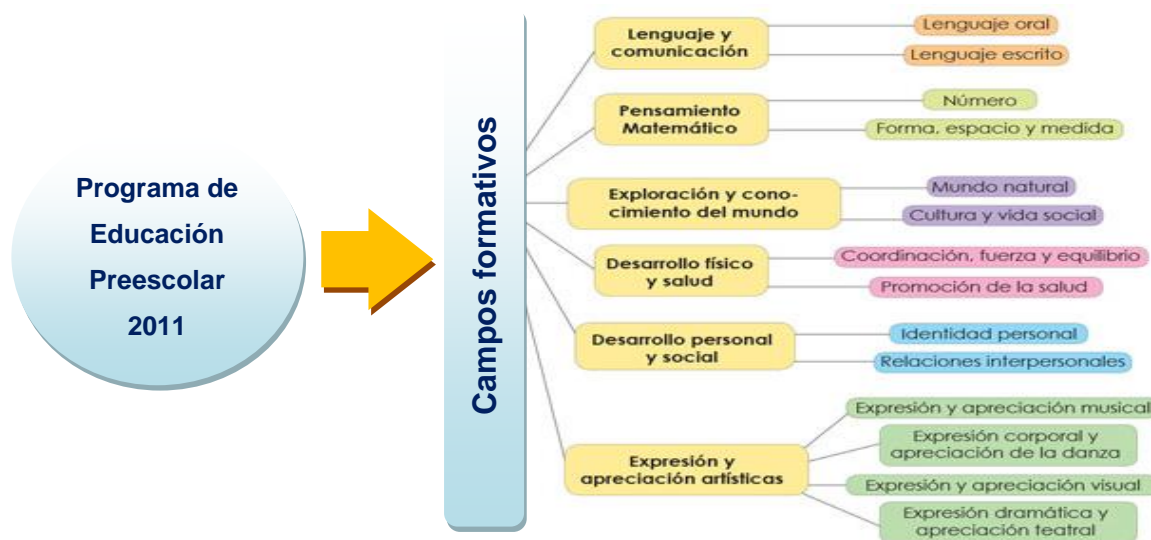 Programa de
Educación
Preescolar
2011
Campos formativos
Lenguaje y
comunicación
Lenguaje oral
Lenguaje escrito
Pensamiento
Matemático
Número
Forma, espacio y medida
Exploración y cono-
cimiento del mundo
Mundo natural
Cultura y vida social
Desarrollo físico
y salud
Coordinación, fuerza y equilibrio
Promoción de la salud
Desarrollo personal
y social
Identidad personal
Relaciones interpersonales
Expresión y
apreciación artísticas
Expresión y apreciación musical
Expresión corporal y
apreciación de la danza
Expresión y apreciación visual
Expresión dramática y
apreciación teatral